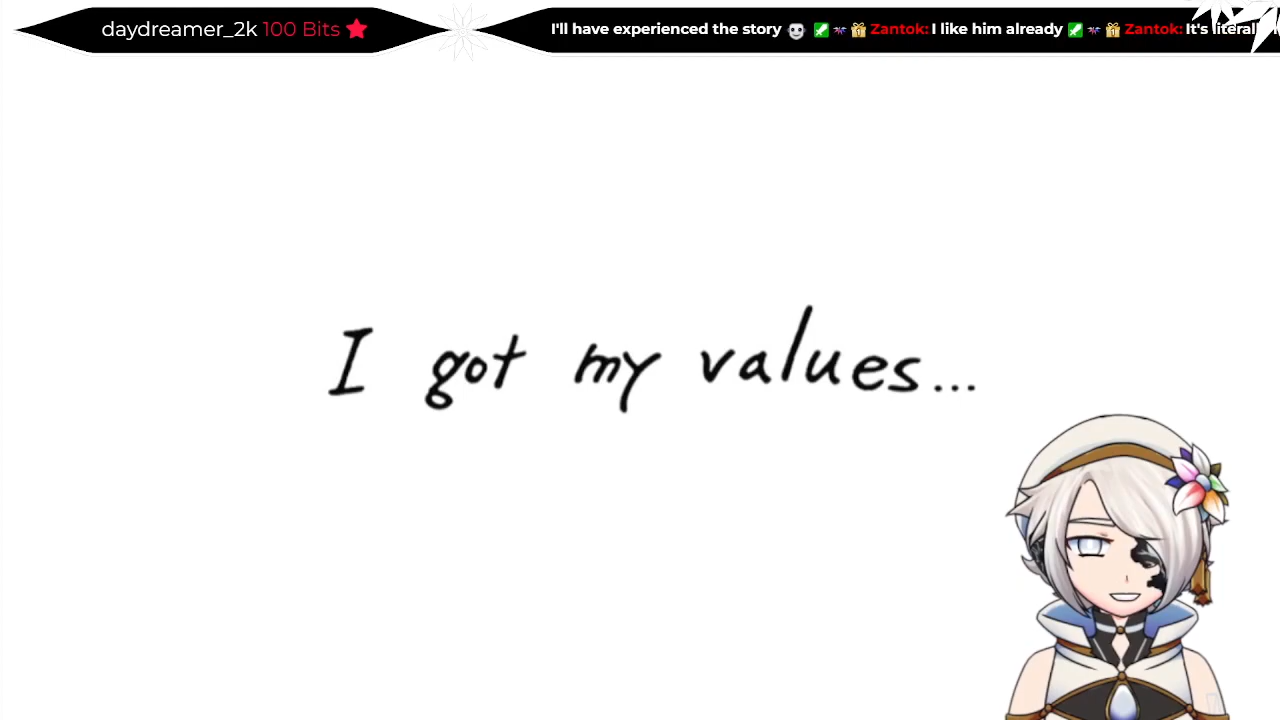 daydreamer_2k 100 Bits
I'll have experienced the story Zantok: I like him already Zantok: It's literal
I got my values...